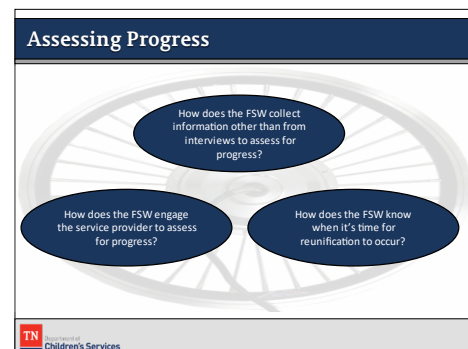 Assessing Progress
How does the FSW collect
information other than from
interviews to assess for
progress?
How does the FSW engage
the service provider to assess
for progress?
How does the FSW know
when it's time for
reunification to occur?
TN
Department of
Children's Services